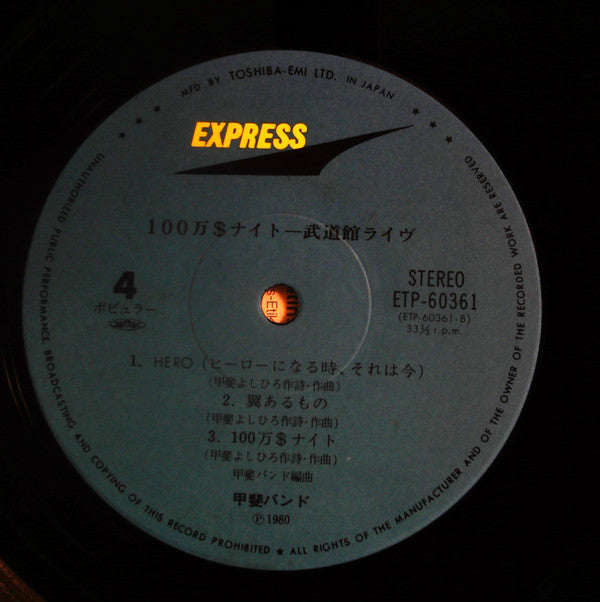 MFD BY TOSHIBA-EMI LTD. IN JAPAN
EXPRESS
100万$ナイト—武道館ライヴ
4
ポピュラー
STEREO
ETP-60361
(ETP-60361-B)
33⅓ r.p.m.
1. HERO (ヒーローになる時、それは今)
(甲斐よしひろ作詩・作曲)
2. 翼あるもの
(甲斐よしひろ作詩・作曲)
3. 100万$ナイト
(甲斐よしひろ作詩・作曲)
甲斐バンド編曲
甲斐バンド
Ⓟ 1980
UNAUTHORIZED PUBLIC PERFORMANCE, BROADCASTING AND COPYING OF THIS RECORD PROHIBITED ★ ALL RIGHTS OF THE MANUFACTURER AND OF THE OWNER OF THE RECORDED WORK ARE RESERVED